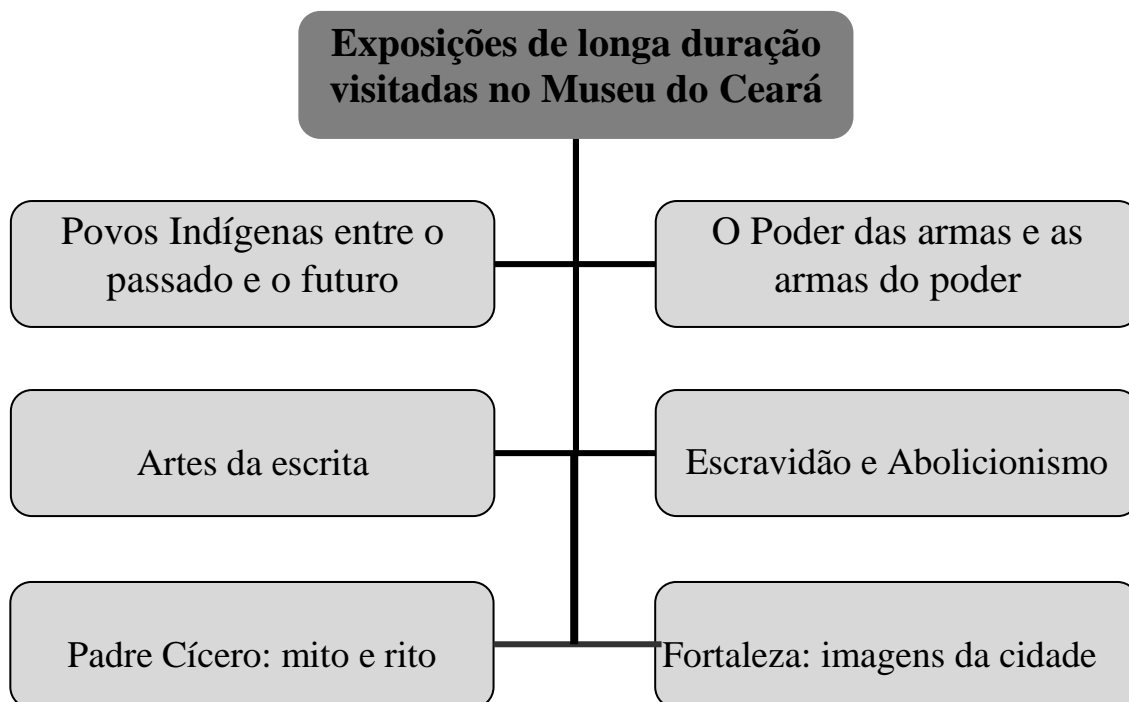 Exposições de longa duração
visitadas no Museu do Ceará
Povos Indígenas entre o
passado e o futuro
O Poder das armas e as
armas do poder
Artes da escrita
Escravidão e Abolicionismo
Padre Cícero: mito e rito
Fortaleza: imagens da cidade